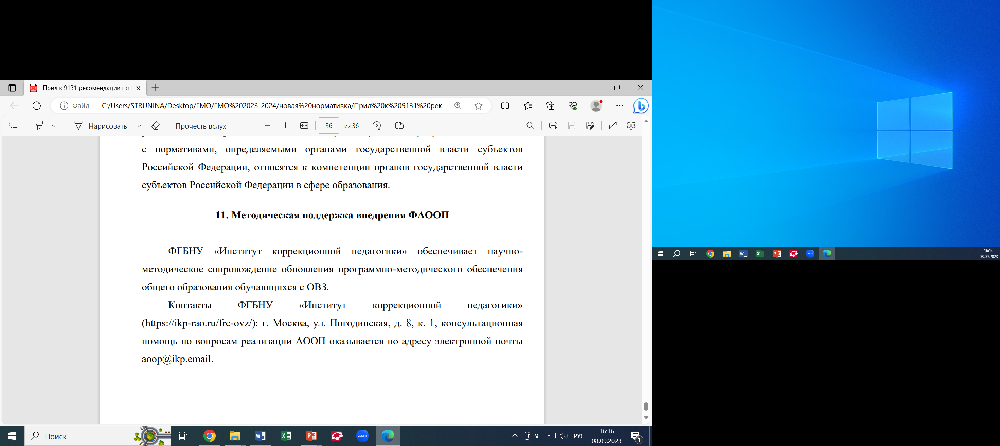 Прил к 9131 рекомендации по
Файл
C:/Users/STRUNINA/Desktop/ГМО/ГМО%202023-2024/новая%20нормативка/Прил%20к%209131%20рек...
Нарисовать
Прочесть вслух
36
из 36
с нормативами, определяемыми органами государственной власти субъектов
Российской Федерации, относятся к компетенции органов государственной власти
субъектов Российской Федерации в сфере образования.
11. Методическая поддержка внедрения ФАООП
ФГБНУ «Институт коррекционной педагогики» обеспечивает научно-
методическое сопровождение обновления программно-методического обеспечения
общего образования обучающихся с ОВЗ.
Контакты ФГБНУ «Институт коррекционной педагогики»
(https://ikp-rao.ru/frc-ovz/): г. Москва, ул. Погодинская, д. 8, к. 1, консультационная
помощь по вопросам реализации АООП оказывается по адресу электронной почты
aoop@ikp.email.
Поиск
zoom
РУС
16:16
08.09.2023
1
zoom
16:16
08.09.2023